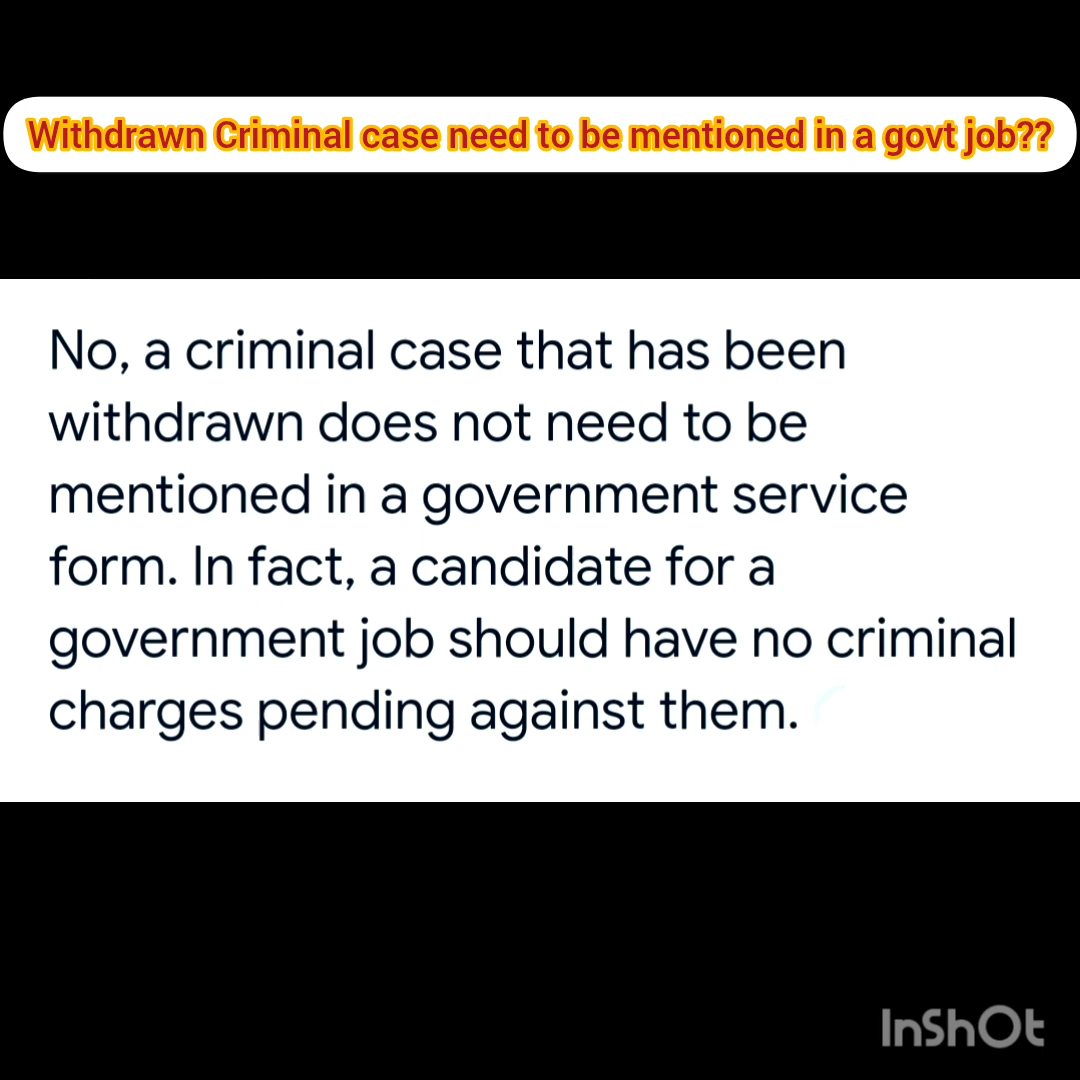 Withdrawn Criminal case need to be mentioned in a govt job??
No, a criminal case that has been
withdrawn does not need to be
mentioned in a government service
form. In fact, a candidate for a
government job should have no criminal
charges pending against them.
InShOt